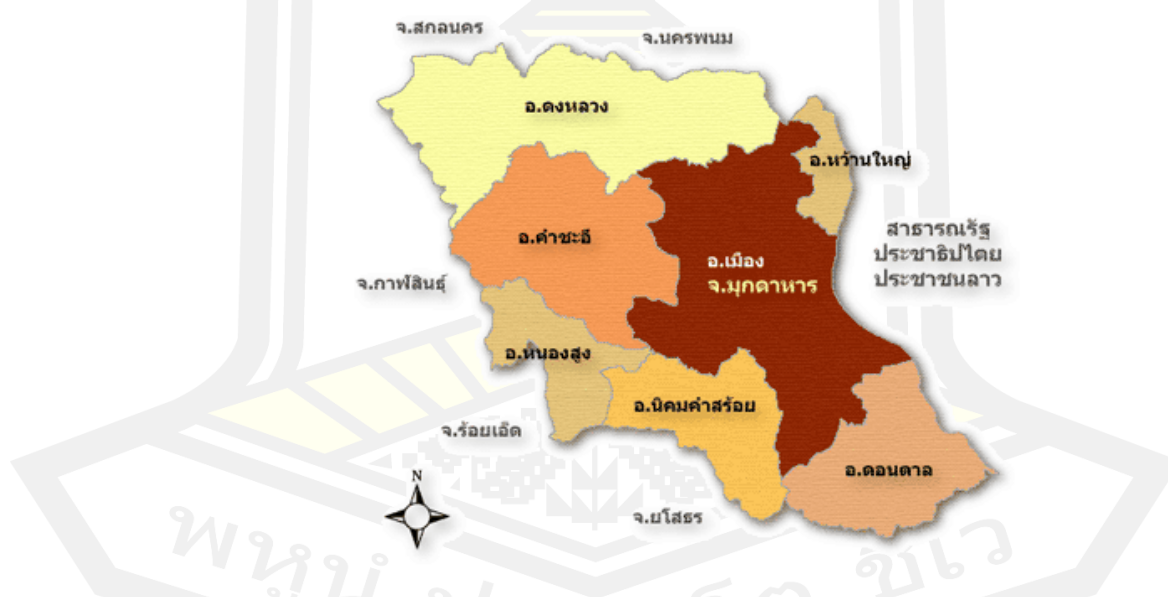 จ.สกลนคร
จ.นครพนม
อ.ดงหลวง
อ.หว้านใหญ่
อ.คำชะอี
สาธารณรัฐ
ประชาธิปไตย
ประชาชนลาว
อ.เมือง
จ.มุกดาหาร
จ.กาฬสินธุ์
อ.หนองสูง
อ.นิคมคำสร้อย
จ.ร้อยเอ็ด
อ.ดอนตาล
N
จ.ยโสธร
พหูนํ
ชีเว